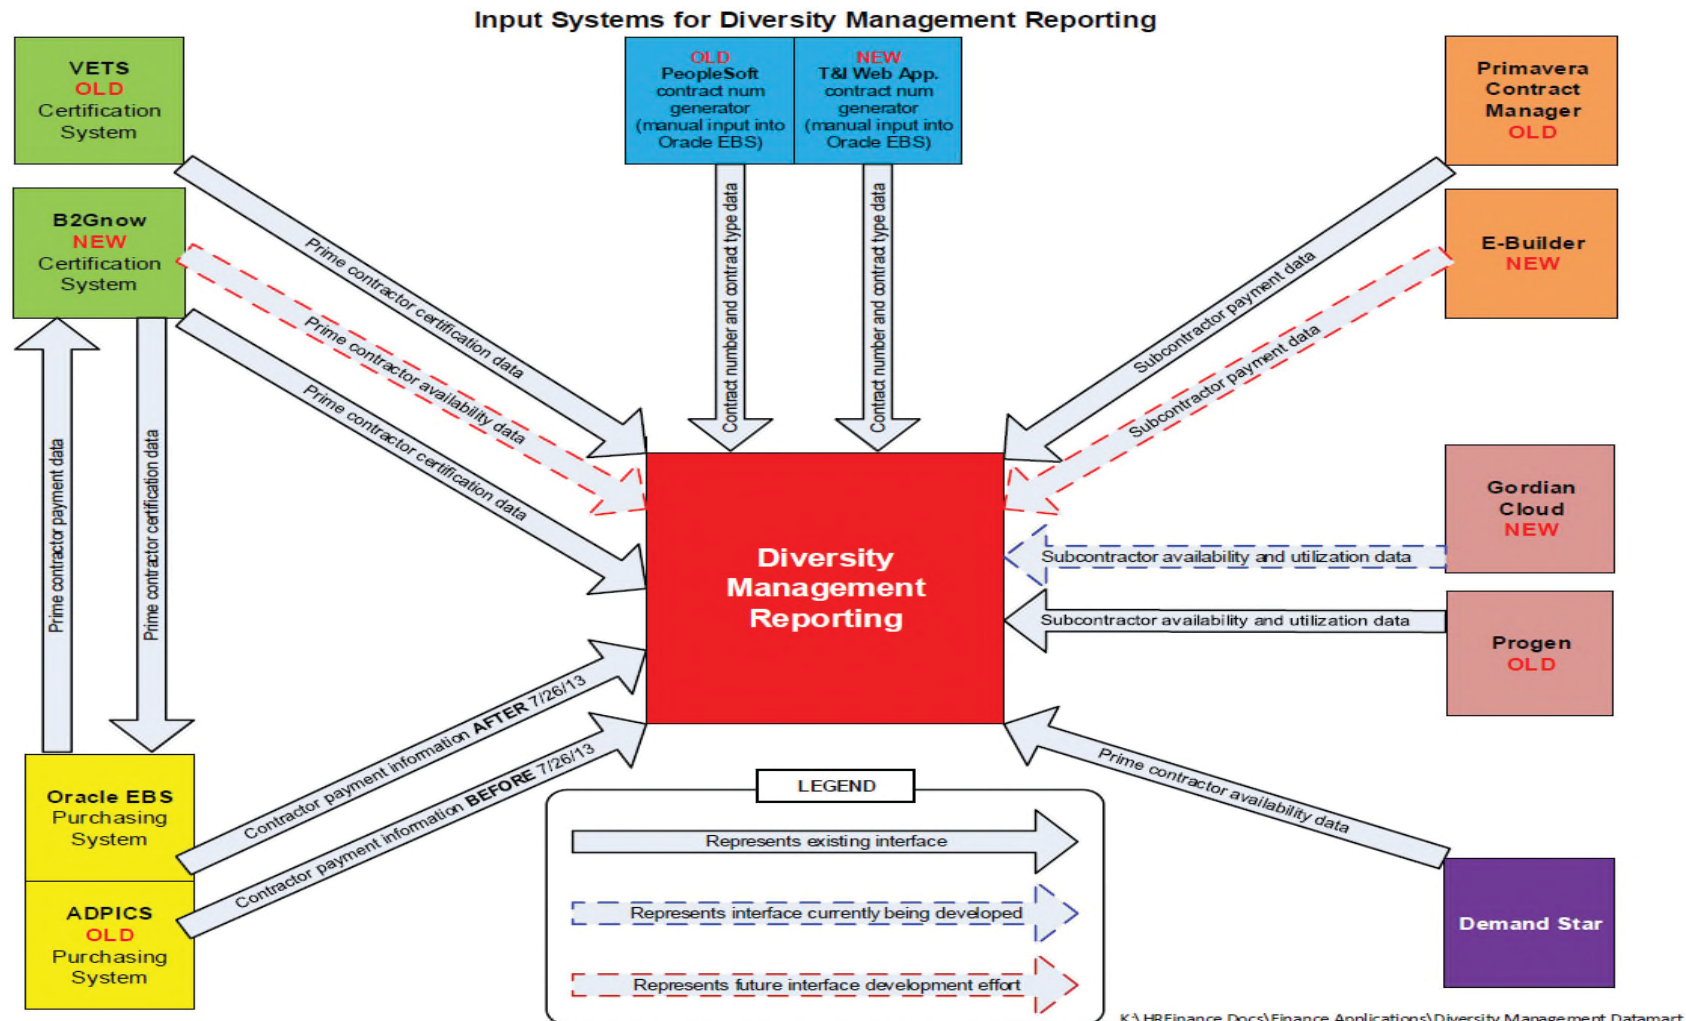 Input Systems for Diversity Management Reporting
VETS
OLD
Certification
System
B2Gnow
NEW
Certification
System
OLD
PeopleSoft
contract num
generator
(manual input into
Oracle EBS)
NEW
T&I Web App.
contract num
generator
(manual input into
Oracle EBS)
Primavera
Contract
Manager
OLD
E-Builder
NEW
Prime contractor certification data
Prime contractor availability data
Prime contractor certification data
Contract number and contract type data
Contract number and contract type data
Subcontractor payment data
Subcontractor payment data
Prime contractor payment data
Prime contractor certification data
Gordian
Cloud
NEW
Subcontractor availability and utilization data
Progen
OLD
Subcontractor availability and utilization data
Diversity
Management
Reporting
Contractor payment information AFTER 7/26/13
Contractor payment information BEFORE 7/26/13
Prime contractor availability data
Oracle EBS
Purchasing
System
ADPICS
OLD
Purchasing
System
Demand Star
LEGEND
Represents existing interface
Represents interface currently being developed
Represents future interface development effort
K:\HRFinance Docs\Finance Applications\Diversity Management Datamart